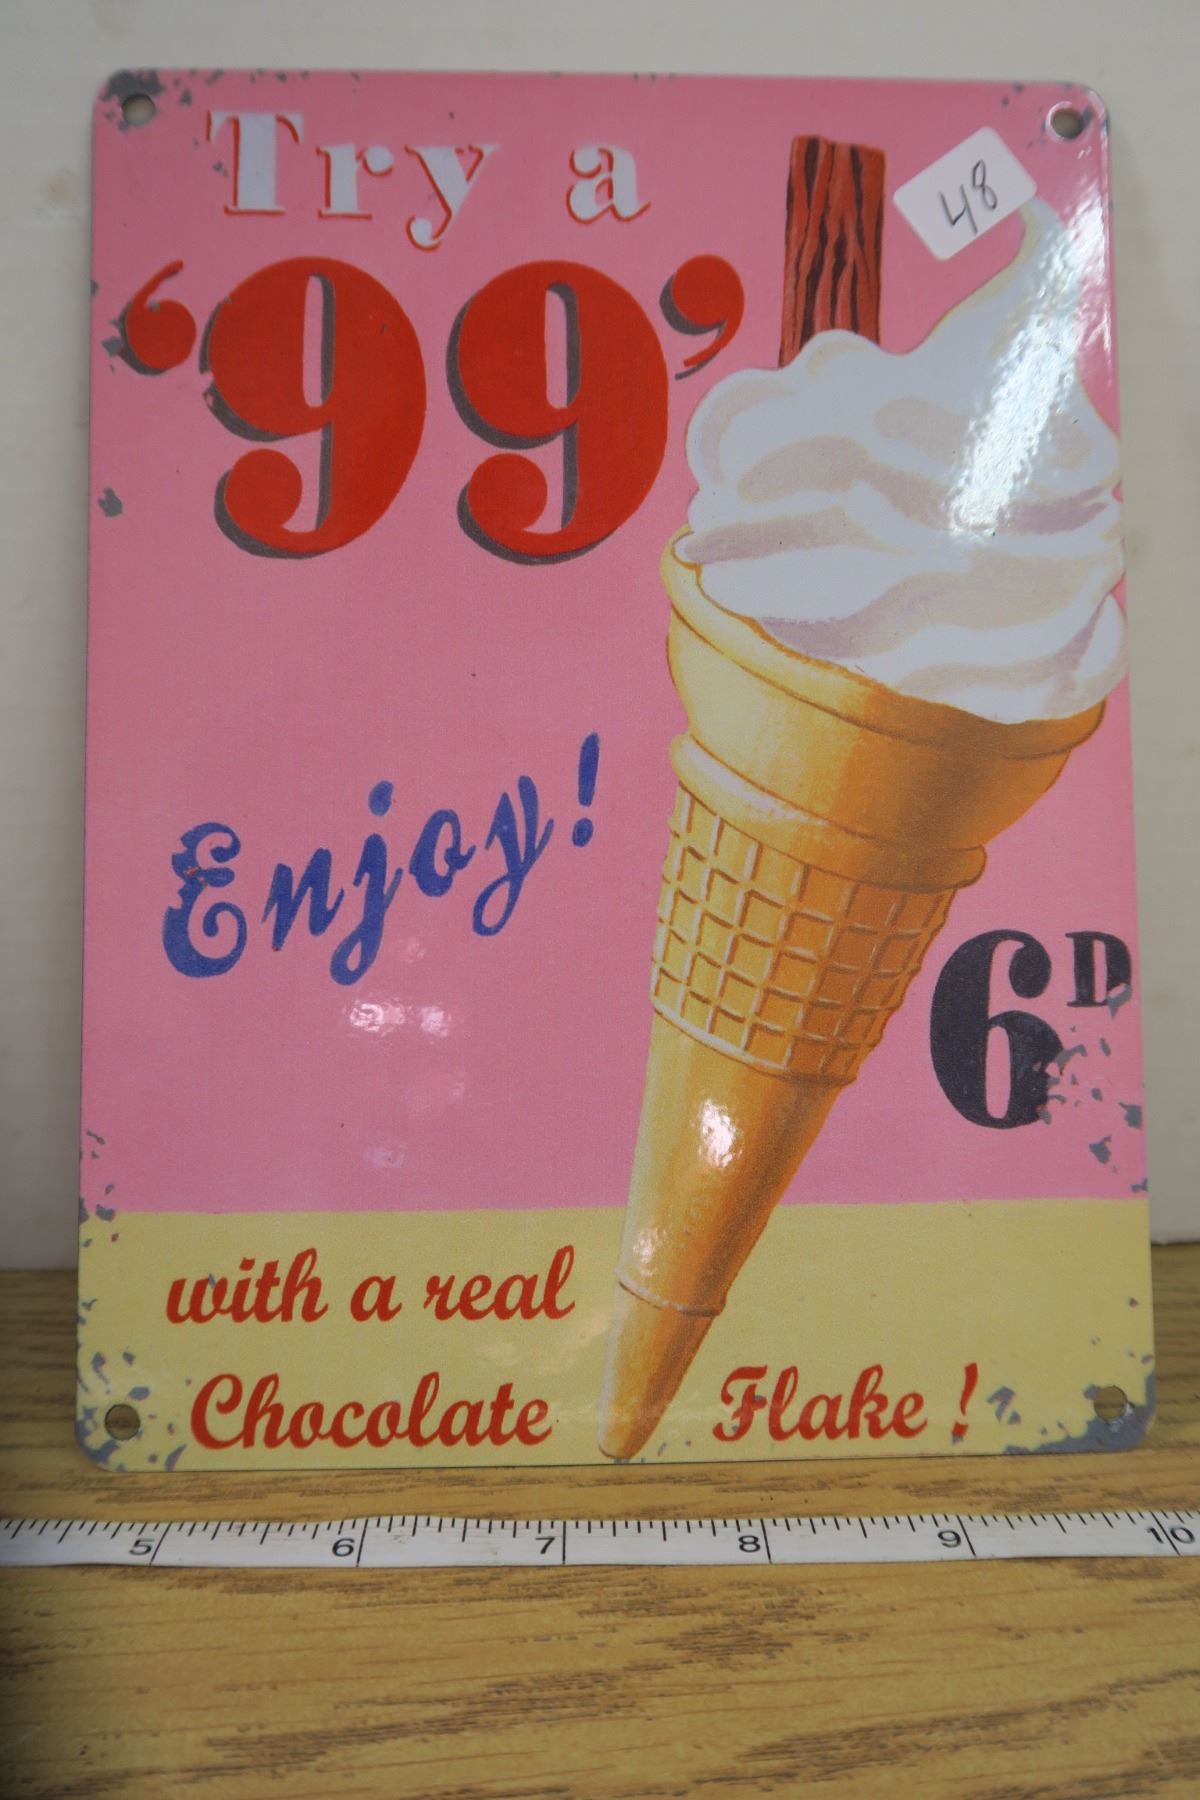 Try a
‘99’
48
Enjoy!
6D
with a real
Chocolate Flake!
5 6 7 8 9 10